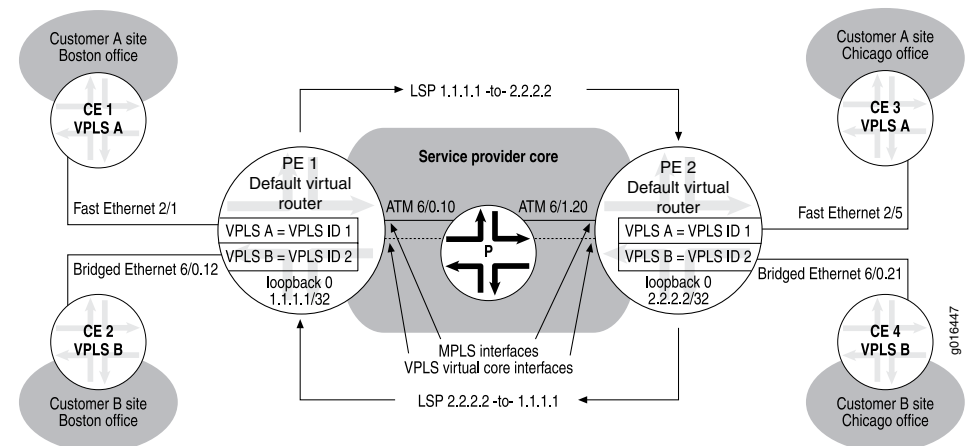 Customer A site
Boston office
CE 1
VPLS A
Fast Ethernet 2/1
Bridged Ethernet 6/0.12
CE 2
VPLS B
Customer B site
Boston office
LSP 1.1.1.1 -to- 2.2.2.2
Service provider core
PE 1
Default virtual
router
VPLS A = VPLS ID 1
VPLS B = VPLS ID 2
loopback 0
1.1.1.1/32
ATM 6/0.10
ATM 6/1.20
P
MPLS interfaces
VPLS virtual core interfaces
LSP 2.2.2.2 -to- 1.1.1.1
PE 2
Default virtual
router
VPLS A = VPLS ID 1
VPLS B = VPLS ID 2
loopback 0
2.2.2.2/32
Customer A site
Chicago office
CE 3
VPLS A
Fast Ethernet 2/5
Bridged Ethernet 6/0.21
CE 4
VPLS B
Customer B site
Chicago office
g016447